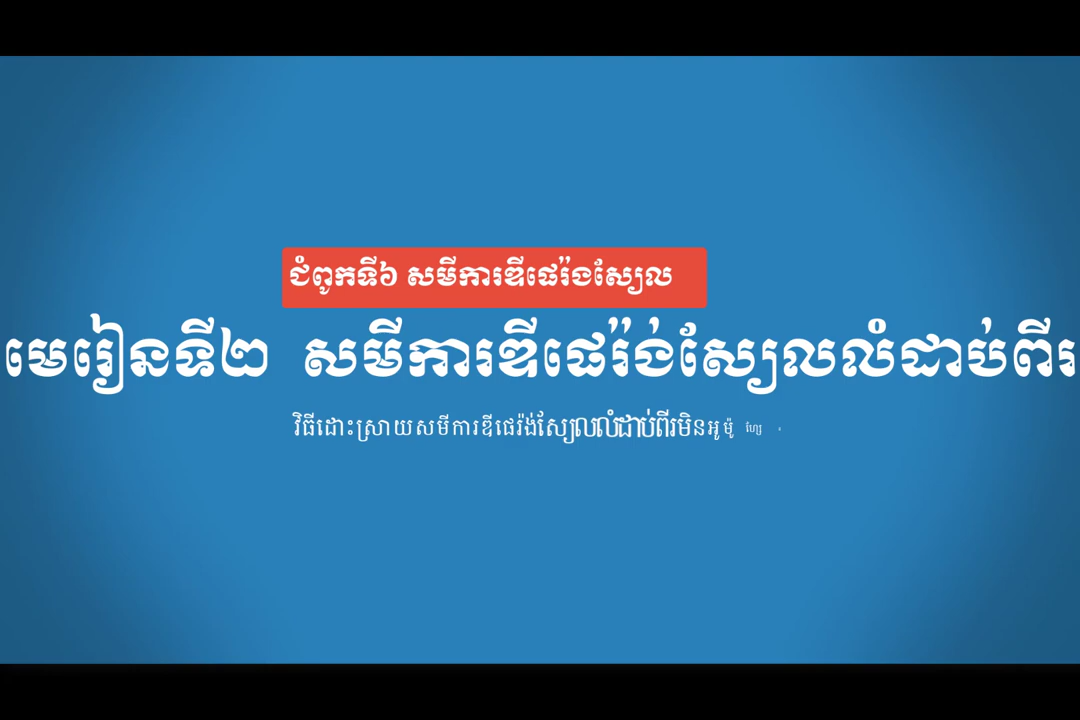 ជំពូកទី៦ សមីការឌីផេរ៉ង់ស្យែល
មេរៀនទី២ សមីការឌីផេរ៉ង់ស្យែលលំដាប់ពីរ
វិធីដោះស្រាយសមីការឌីផេរ៉ង់ស្យែលលំដាប់ពីរមិនអូម៉ូ